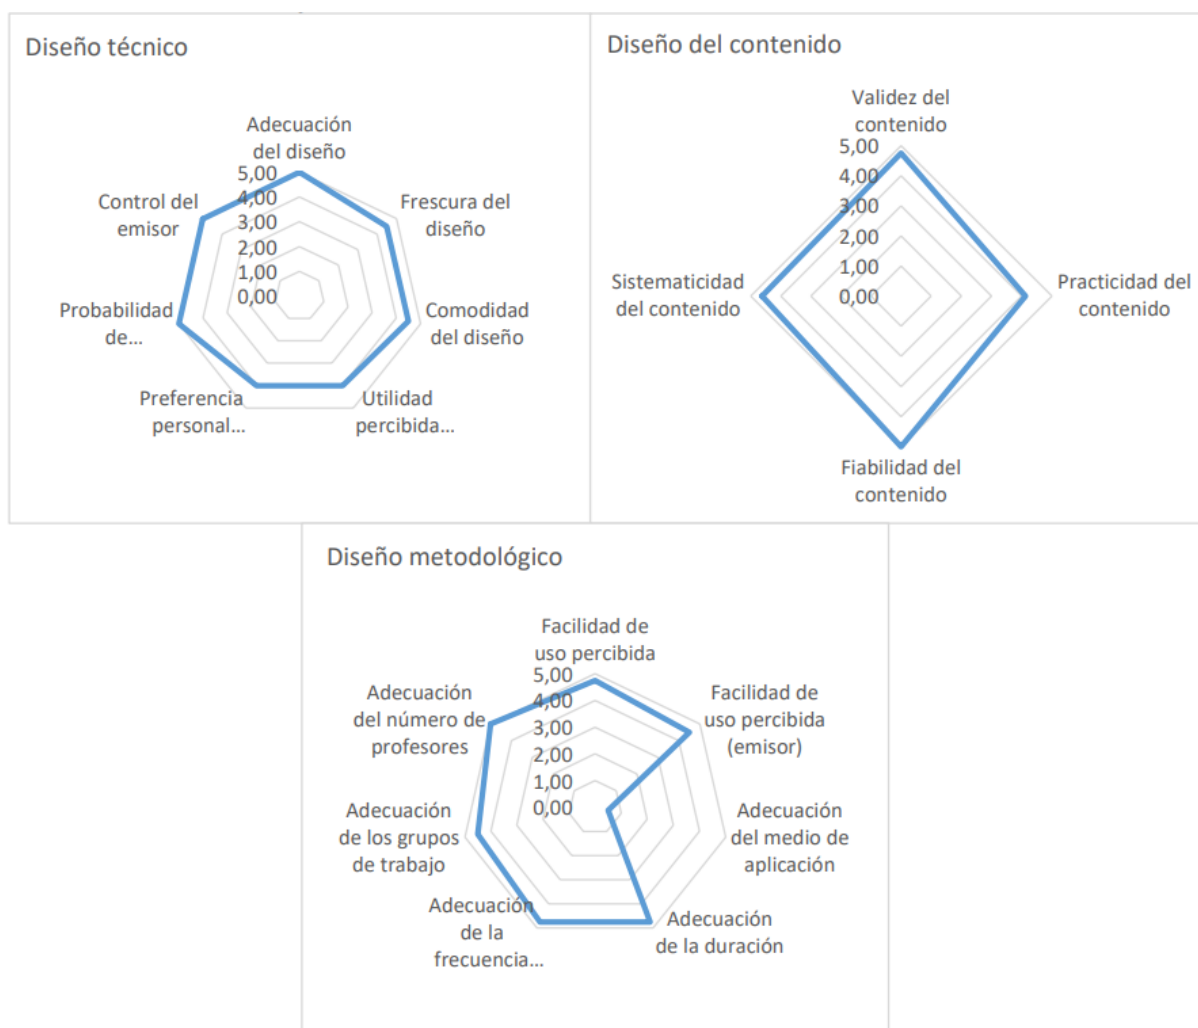 Diseño técnico
Adecuación
del diseño
5,00
4,00
3,00
2,00
1,00
0,00
Frescura del
diseño
Comodidad
del diseño
Utilidad
percibida...
Preferencia
personal...
Probabilidad
de...
Control del
emisor
Diseño del contenido
Validez del
contenido
5,00
4,00
3,00
2,00
1,00
0,00
Practicidad del
contenido
Fiabilidad del
contenido
Sistematicidad
del contenido
Diseño metodológico
Facilidad de
uso percibida
5,00
4,00
3,00
2,00
1,00
0,00
Facilidad de
uso percibida
(emisor)
Adecuación
del medio de
aplicación
Adecuación
de la duración
Adecuación
de la
frecuencia...
Adecuación
de los grupos
de trabajo
Adecuación
del número de
profesores